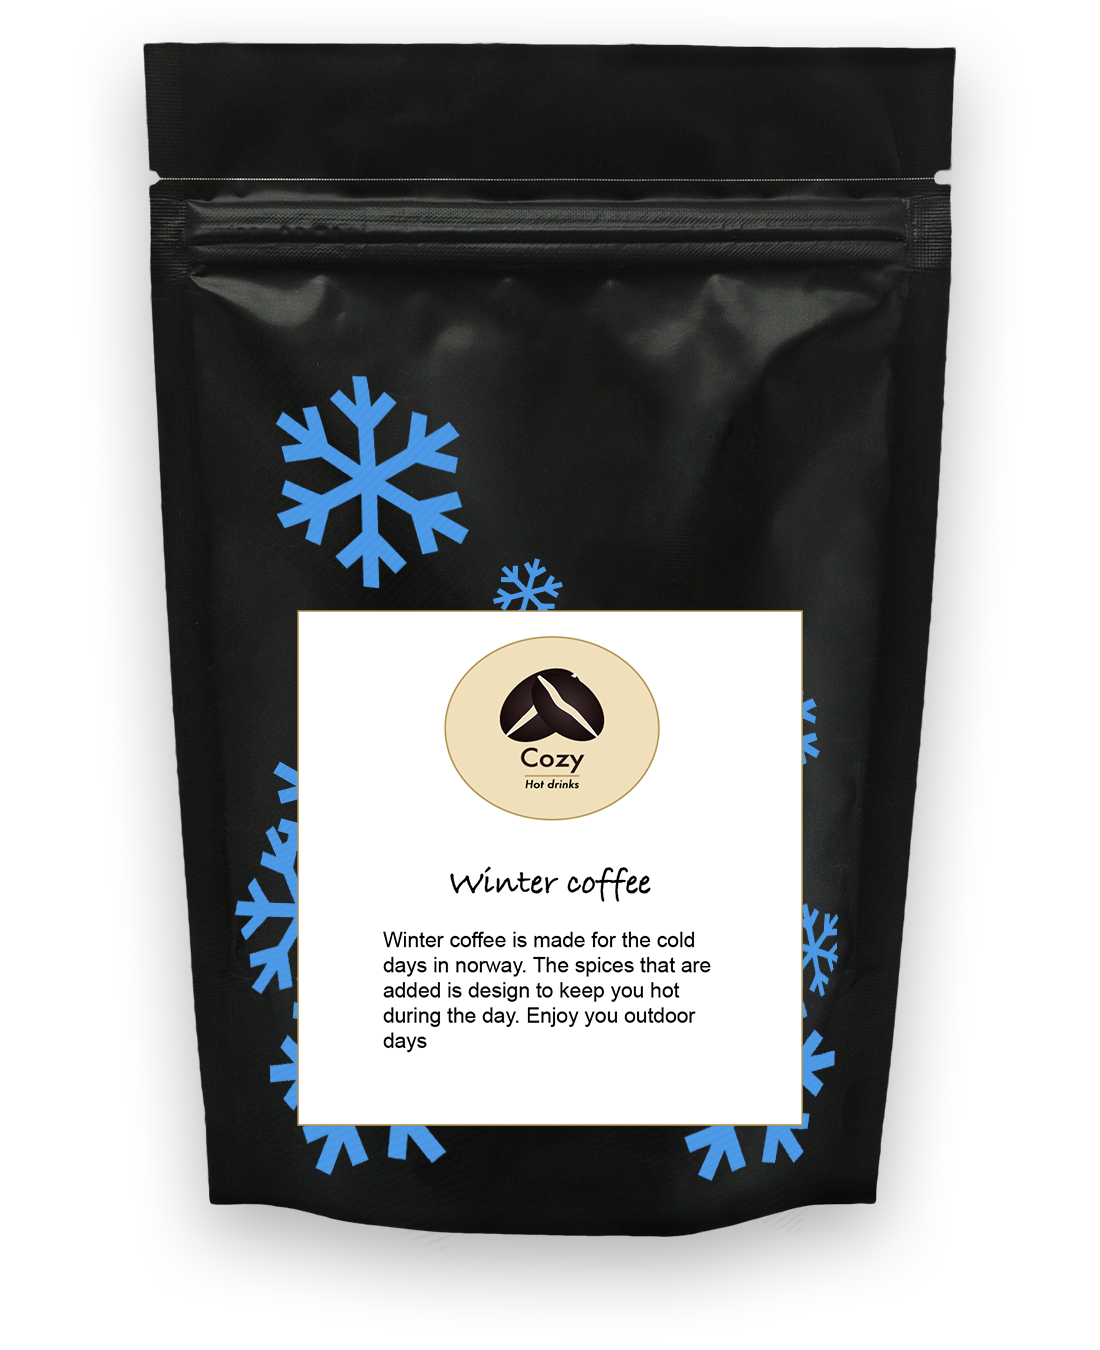 Cozy
Hot drinks
Winter coffee
Winter coffee is made for the cold
days in norway. The spices that are
added is design to keep you hot
during the day. Enjoy you outdoor
days